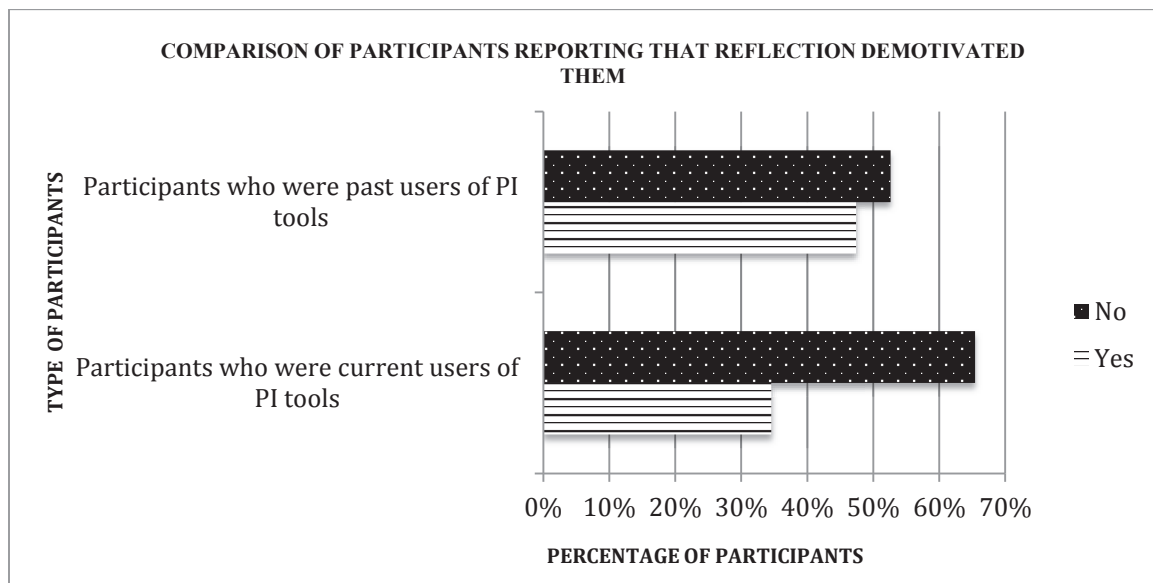 COMPARISON OF PARTICIPANTS REPORTING THAT REFLECTION DEMOTIVATED
THEM
TYPE OF PARTICIPANTS
Participants who were past users of PI
tools
Participants who were current users of
PI tools
No
Yes
0% 10% 20% 30% 40% 50% 60% 70%
PERCENTAGE OF PARTICIPANTS